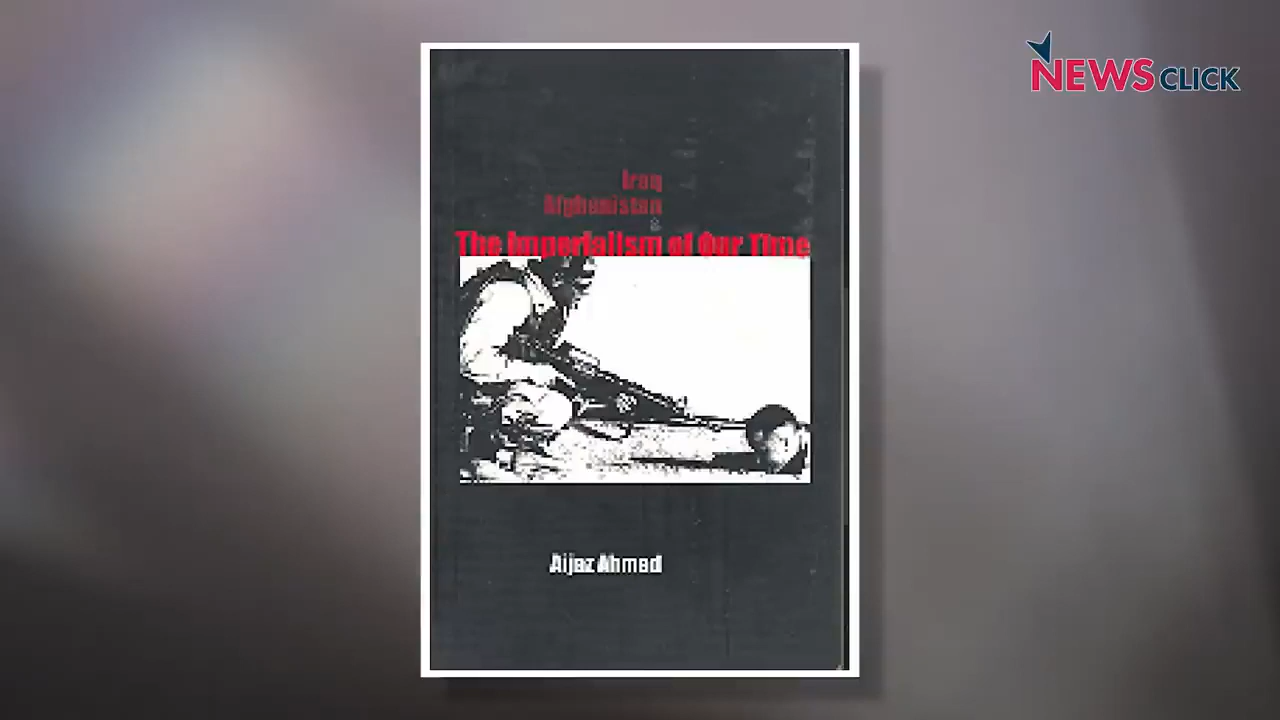 NEWSCLICK
Iraq
Afghanistan
&
The Imperialism of Our Time
Aijaz Ahmad